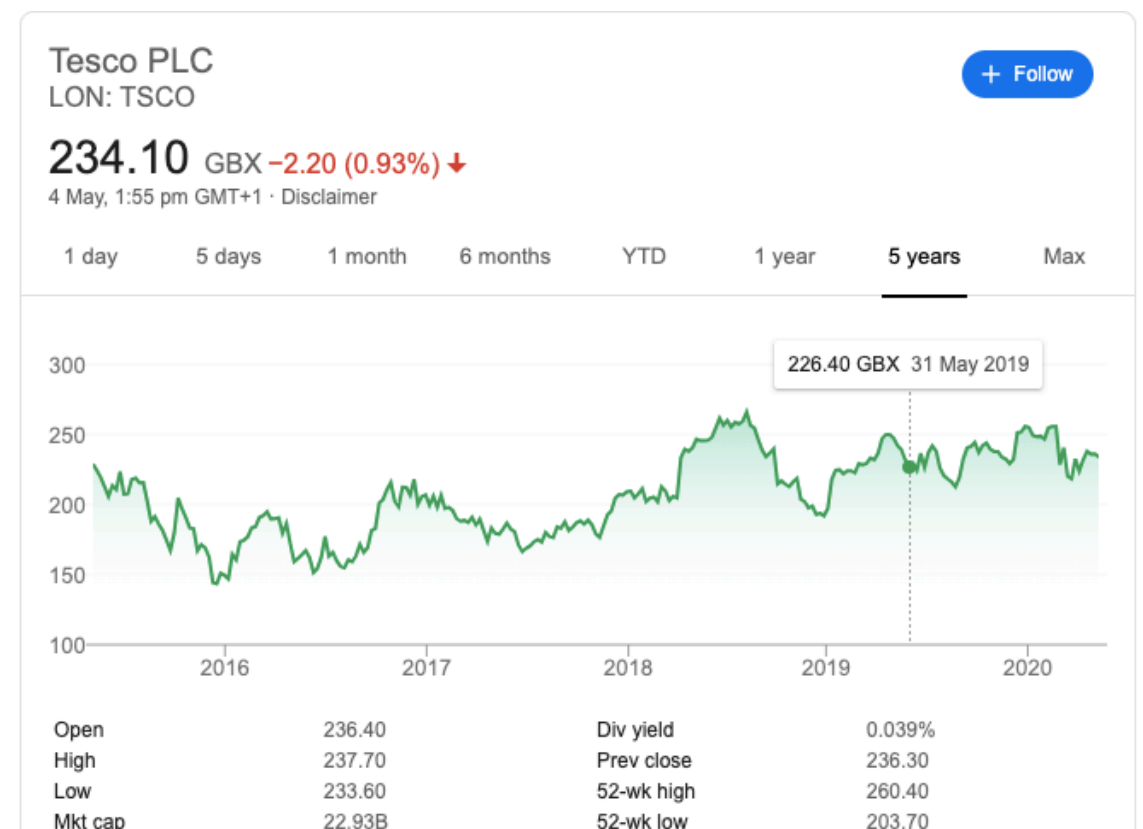 Tesco PLC
LON: TSCO
+ Follow
234.10 GBX −2.20 (0.93%) ↓
4 May, 1:55 pm GMT+1 · Disclaimer
1 day 5 days 1 month 6 months YTD 1 year 5 years Max
226.40 GBX 31 May 2019
300
250
200
150
100
2016 2017 2018 2019 2020
Open 236.40 Div yield 0.039%
High 237.70 Prev close 236.30
Low 233.60 52-wk high 260.40
Mkt cap 22.93B 52-wk low 203.70